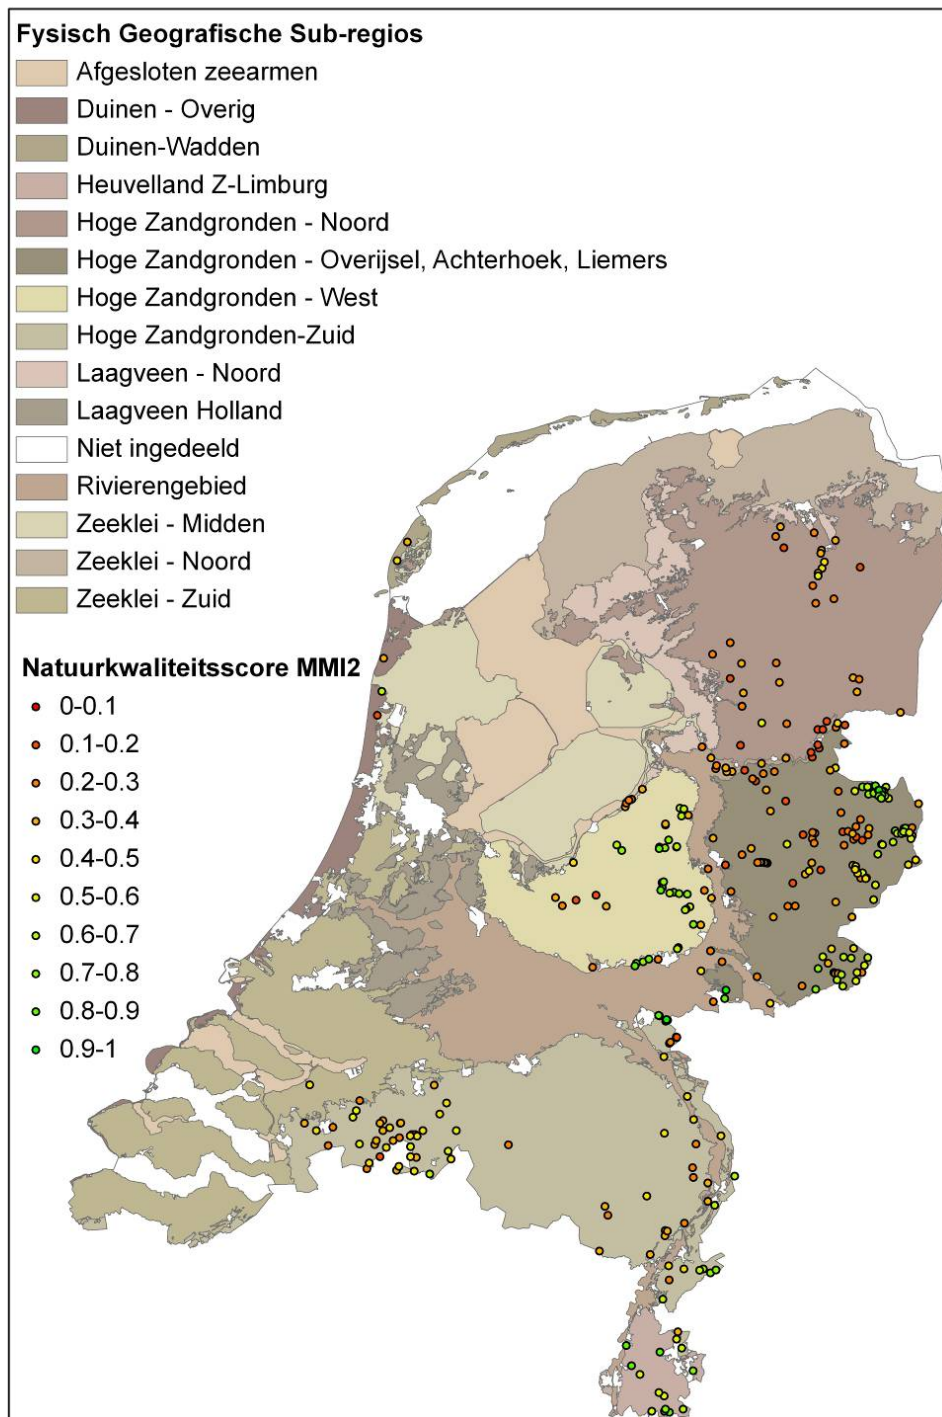 Fysisch Geografische Sub-regios
Afgesloten zeearmen
Duinen - Overig
Duinen-Wadden
Heuvelland Z-Limburg
Hoge Zandgronden - Noord
Hoge Zandgronden - Overijsel, Achterhoek, Liemers
Hoge Zandgronden - West
Hoge Zandgronden-Zuid
Laagveen - Noord
Laagveen Holland
Niet ingedeeld
Rivierengebied
Zeeklei - Midden
Zeeklei - Noord
Zeeklei - Zuid
Natuurkwaliteitsscore MMI2
0-0.1
0.1-0.2
0.2-0.3
0.3-0.4
0.4-0.5
0.5-0.6
0.6-0.7
0.7-0.8
0.8-0.9
0.9-1